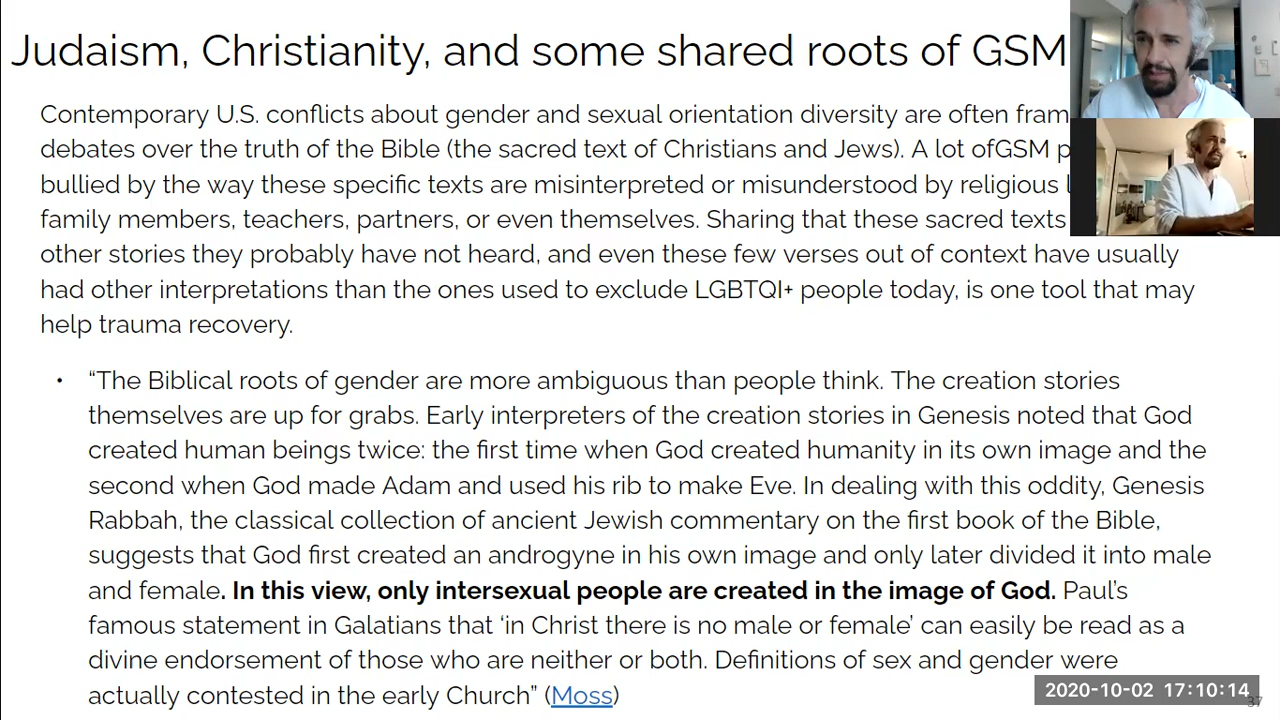 Judaism, Christianity, and some shared roots of GSM
Contemporary U.S. conflicts about gender and sexual orientation diversity are often fram
debates over the truth of the Bible (the sacred text of Christians and Jews). A lot ofGSM p
bullied by the way these specific texts are misinterpreted or misunderstood by religious l
family members, teachers, partners, or even themselves. Sharing that these sacred texts
other stories they probably have not heard, and even these few verses out of context have usually
had other interpretations than the ones used to exclude LGBTQI+ people today, is one tool that may
help trauma recovery.
• “The Biblical roots of gender are more ambiguous than people think. The creation stories
themselves are up for grabs. Early interpreters of the creation stories in Genesis noted that God
created human beings twice: the first time when God created humanity in its own image and the
second when God made Adam and used his rib to make Eve. In dealing with this oddity, Genesis
Rabbah, the classical collection of ancient Jewish commentary on the first book of the Bible,
suggests that God first created an androgyne in his own image and only later divided it into male
and female. In this view, only intersexual people are created in the image of God. Paul’s
famous statement in Galatians that ‘in Christ there is no male or female’ can easily be read as a
divine endorsement of those who are neither or both. Definitions of sex and gender were
actually contested in the early Church” (Moss)
2020-10-02 17:10:14
37